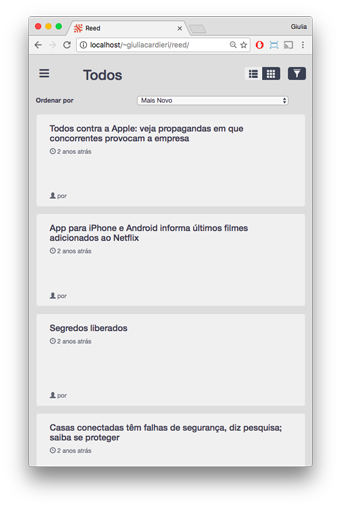 Reed
Giulia
localhost/~giuliacardieri/reed/
Todos
Ordenar por
Mais Novo
Todos contra a Apple: veja propagandas em que
concorrentes provocam a empresa
2 anos atrás
por
App para iPhone e Android informa últimos filmes
adicionados ao Netflix
2 anos atrás
por
Segredos liberados
2 anos atrás
por
Casas conectadas têm falhas de segurança, diz pesquisa;
saiba se proteger
2 anos atrás